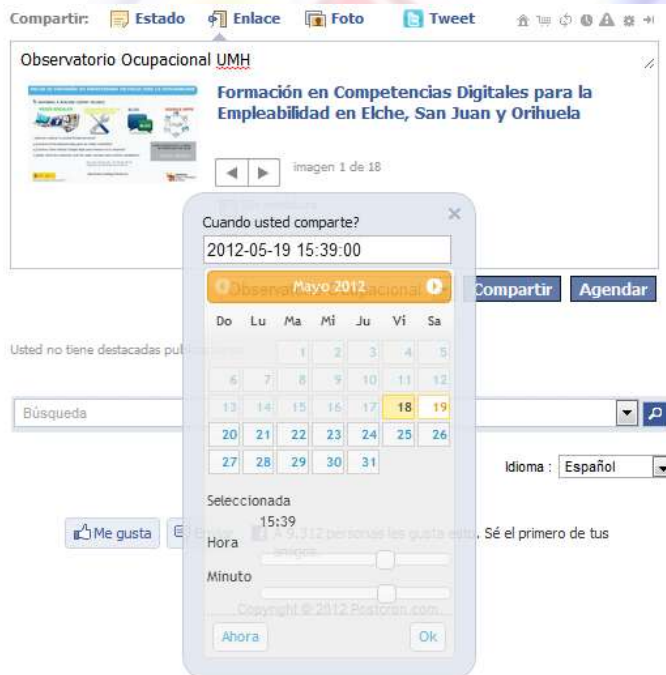 Compartir: Estado Enlace Foto Tweet
Observatorio Ocupacional UMH
Formación en Competencias Digitales para la
Empleabilidad en Elche, San Juan y Orihuela
imagen 1 de 18
Cuando usted comparte?
2012-05-19 15:39:00
Mayo 2012
Compartir Agendar
Do Lu Ma Mi Ju Vi Sa
1 2 3 4 5
6 7 8 9 10 11 12
13 14 15 16 17 18 19
20 21 22 23 24 25 26
27 28 29 30 31
Usted no tiene destacadas
Búsqueda
Idioma : Español
Seleccionada
15:39
Hora
Minuto
Me gusta
A 9.312 personas les gusta esto. Sé el primero de tus
amigos.
Copyright © 2012 Postcron.com
Ahora Ok